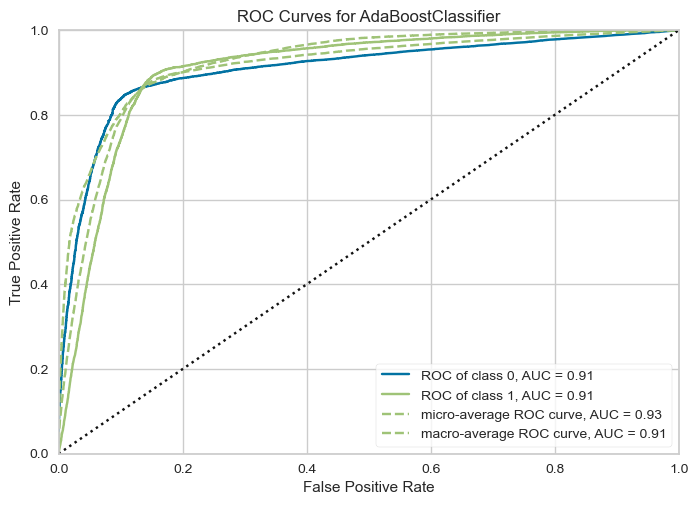 ROC Curves for AdaBoostClassifier
1.0
0.8
0.6
0.4
0.2
0.0
True Positive Rate
ROC of class 0, AUC = 0.91
ROC of class 1, AUC = 0.91
micro-average ROC curve, AUC = 0.93
macro-average ROC curve, AUC = 0.91
0.0 0.2 0.4 0.6 0.8 1.0
False Positive Rate